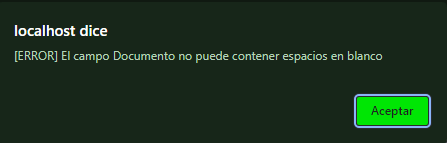 localhost dice
[ERROR] El campo Documento no puede contener espacios en blanco
Aceptar